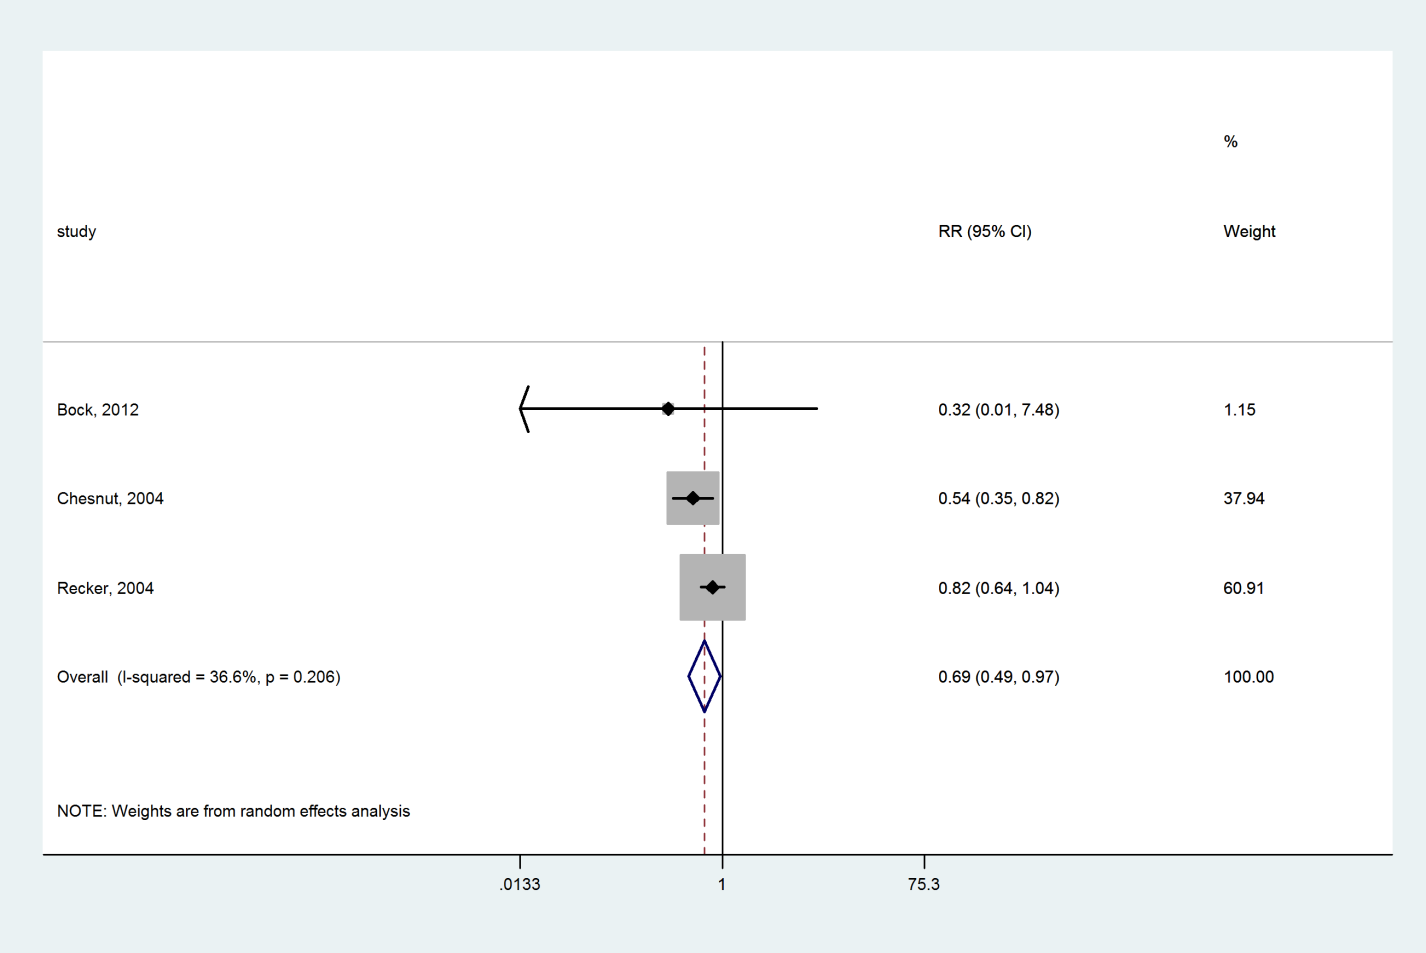 %
study RR (95% CI) Weight
Bock, 2012 0.32 (0.01, 7.48) 1.15
Chesnut, 2004 0.54 (0.35, 0.82) 37.94
Recker, 2004 0.82 (0.64, 1.04) 60.91
Overall (I-squared = 36.6%, p = 0.206) 0.69 (0.49, 0.97) 100.00
NOTE: Weights are from random effects analysis
.0133 1 75.3